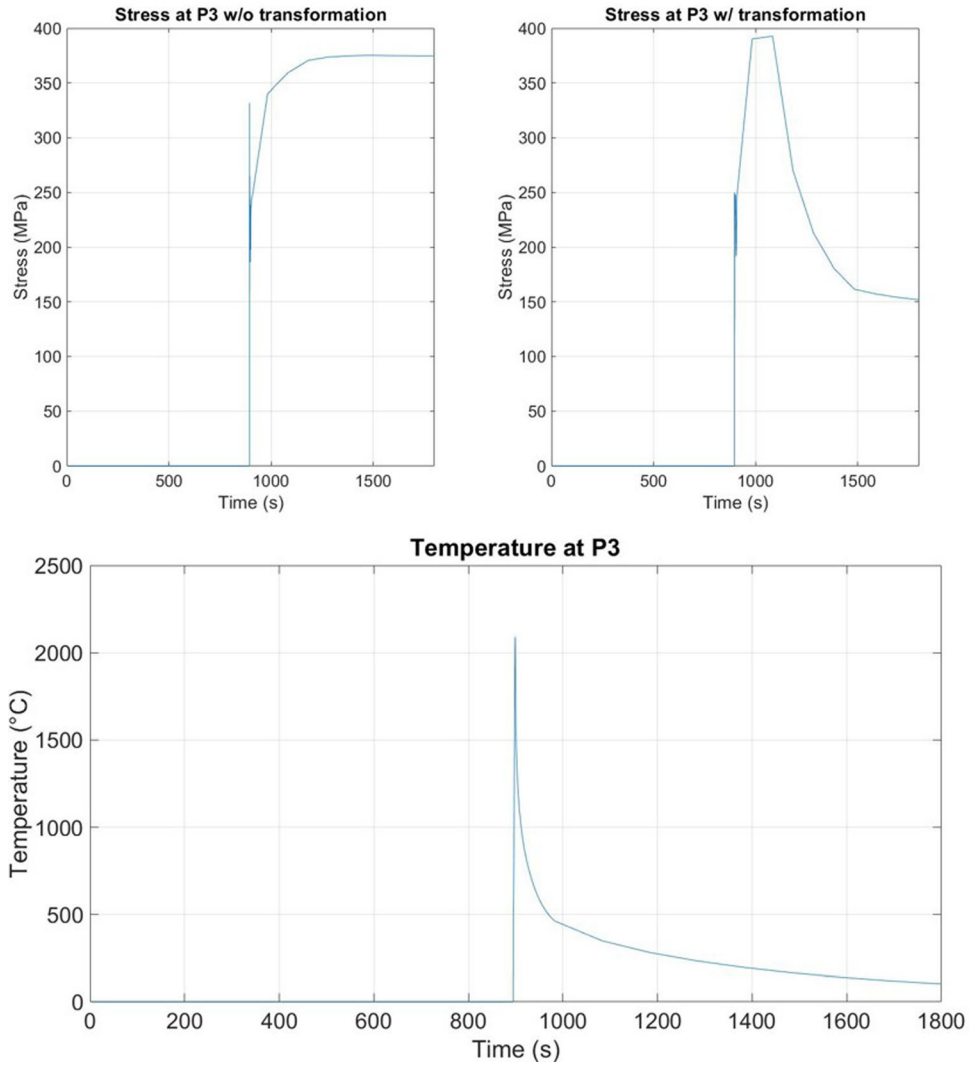 Stress at P3 w/o transformation
400
350
300
250
200
150
100
50
0
Stress (MPa)
0 500 1000 1500
Time (s)
Stress at P3 w/ transformation
400
350
300
250
200
150
100
50
0
Stress (MPa)
0 500 1000 1500
Time (s)
Temperature at P3
2500
2000
1500
1000
500
0
Temperature (°C)
0 200 400 600 800 1000 1200 1400 1600 1800
Time (s)